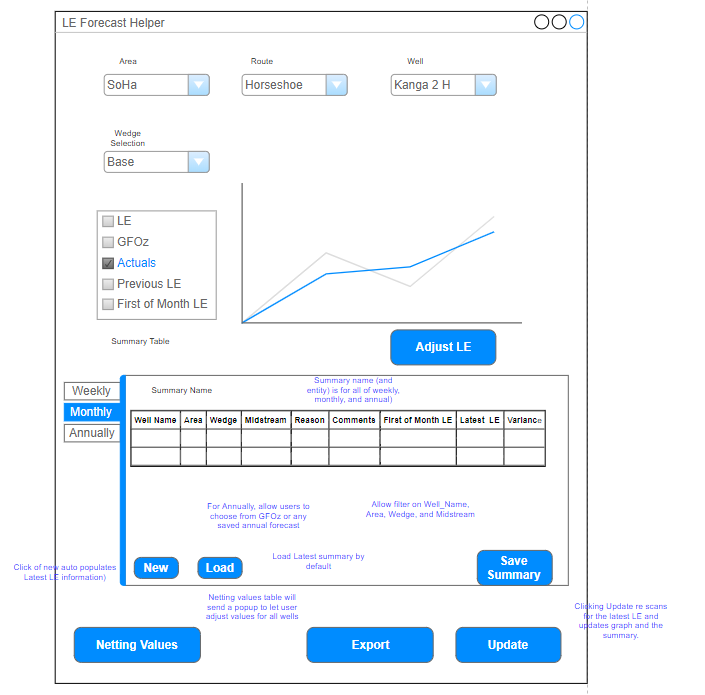 LE Forecast Helper
Area
Route
Well
SoHa
Horseshoe
Kanga 2 H
Wedge
Selection
Base
LE
GFOz
Actuals
Previous LE
First of Month LE
Summary Table
Adjust LE
Weekly
Monthly
Annually
Summary Name
Summary name (and
entity) is for all of weekly,
monthly, and annual)
Well Name Area Wedge Midstream Reason Comments First of Month LE Latest LE Variance
For Annually, allow users to
choose from GFOz or any
saved annual forecast
Allow filter on Well_Name,
Area, Wedge, and Midstream
Click of new auto populates
Latest LE information)
New
Load
Load Latest summary by
default
Save
Summary
Netting values table will
send a popup to let user
adjust values for all wells
Clicking Update re scans
for the latest LE and
updates graph and the
summary.
Netting Values
Export
Update